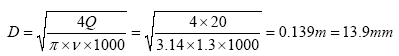 D = √(4Q / (π × ν × 1000)) = √(4 × 20 / (3.14 × 1.3 × 1000)) = 0.139m = 13.9mm